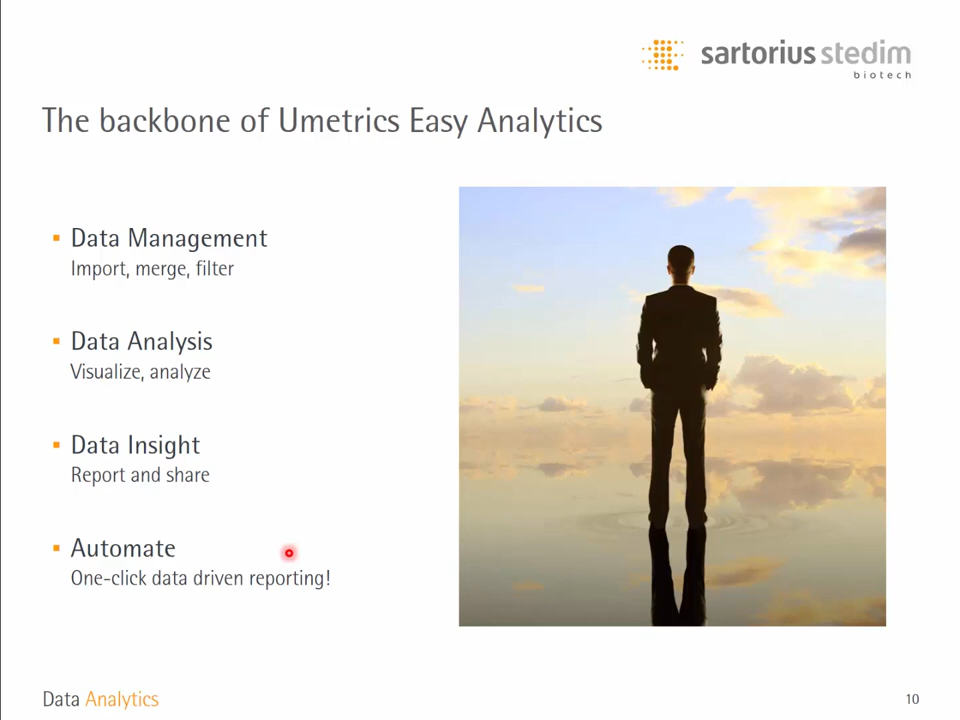 sartorius stedim
biotech
The backbone of Umetrics Easy Analytics
▪ Data Management
Import, merge, filter
▪ Data Analysis
Visualize, analyze
▪ Data Insight
Report and share
▪ Automate
One-click data driven reporting!
Data Analytics
10